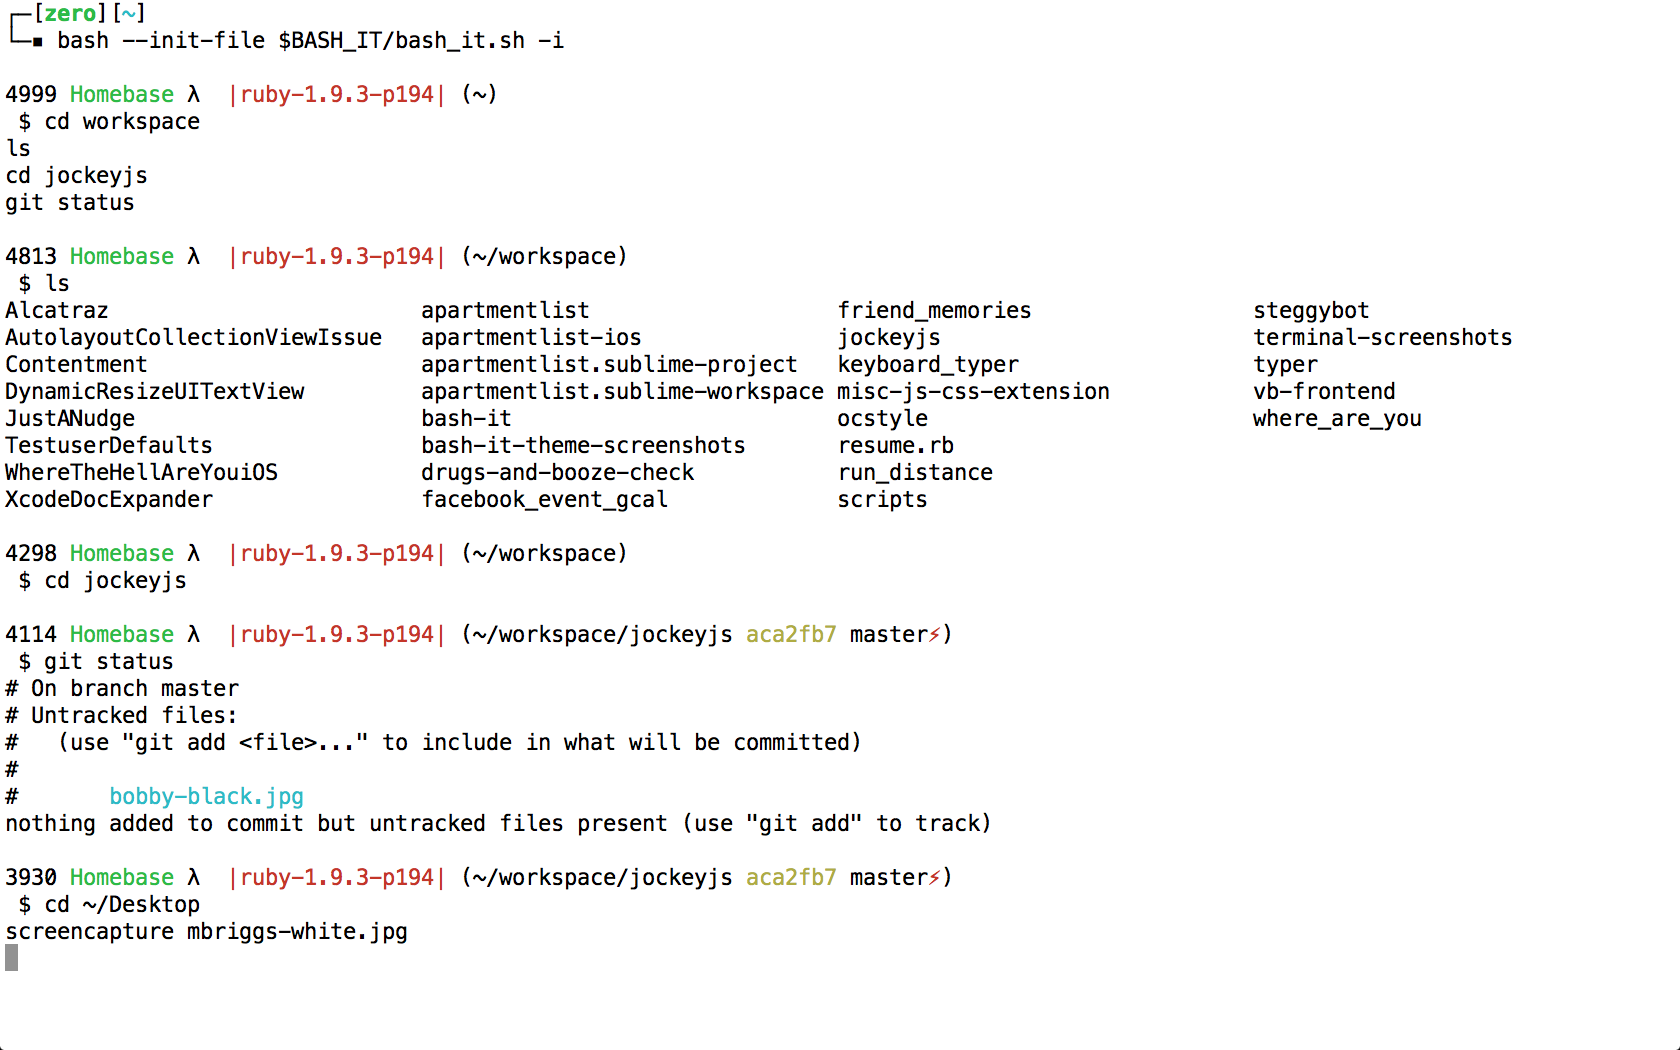 ┌─[zero][~]
└─▪ bash --init-file $BASH_IT/bash_it.sh -i

4999 Homebase λ  |ruby-1.9.3-p194| (~)
 $ cd workspace
ls
cd jockeyjs
git status

4813 Homebase λ  |ruby-1.9.3-p194| (~/workspace)
 $ ls
Alcatraz                        apartmentlist                   friend_memories                 steggybot
AutolayoutCollectionViewIssue   apartmentlist-ios               jockeyjs                        terminal-screenshots
Contentment                     apartmentlist.sublime-project   keyboard_typer                  typer
DynamicResizeUITextView         apartmentlist.sublime-workspace misc-js-css-extension           vb-frontend
JustANudge                      bash-it                         ocstyle                         where_are_you
TestuserDefaults                bash-it-theme-screenshots       resume.rb
WhereTheHellAreYouiOS           drugs-and-booze-check           run_distance
XcodeDocExpander                facebook_event_gcal             scripts

4298 Homebase λ  |ruby-1.9.3-p194| (~/workspace)
 $ cd jockeyjs

4114 Homebase λ  |ruby-1.9.3-p194| (~/workspace/jockeyjs aca2fb7 master⚡)
 $ git status
# On branch master
# Untracked files:
#   (use "git add <file>..." to include in what will be committed)
#
#       bobby-black.jpg
nothing added to commit but untracked files present (use "git add" to track)

3930 Homebase λ  |ruby-1.9.3-p194| (~/workspace/jockeyjs aca2fb7 master⚡)
 $ cd ~/Desktop
screencapture mbriggs-white.jpg